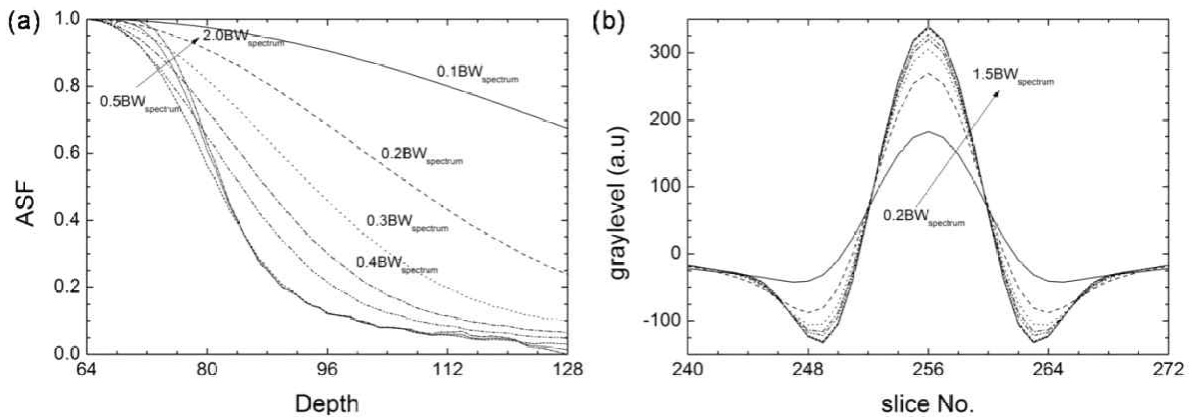 (a)
ASF
1.0
0.8
0.6
0.4
0.2
0.0
64
80
96
112
128
Depth
2.0BWspectrum
0.5BWspectrum
0.1BWspectrum
0.2BWspectrum
0.3BWspectrum
0.4BWspectrum
(b)
graylevel (a.u)
300
200
100
0
-100
240
248
256
264
272
slice No.
1.5BWspectrum
0.2BWspectrum